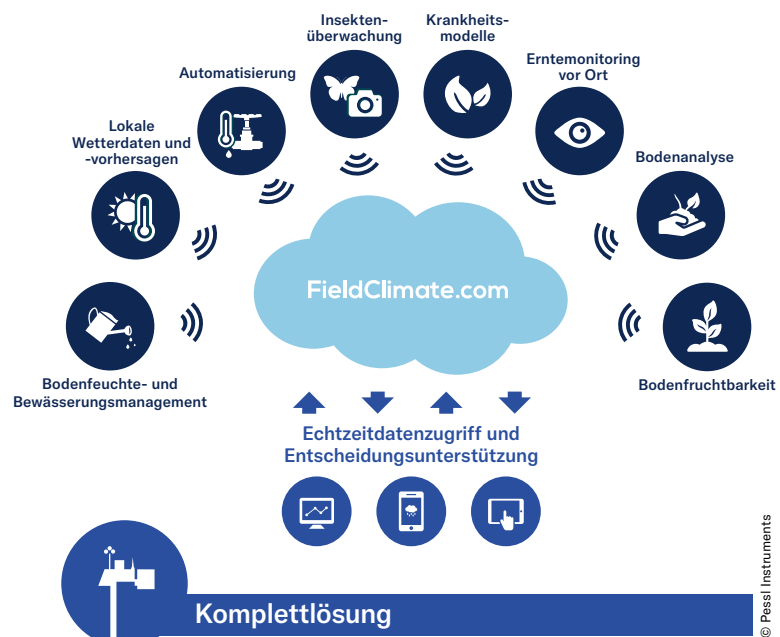 Insekten-
überwachung
Krankheits-
modelle
Automatisierung
Erntemonitoring
vor Ort
Lokale
Wetterdaten und
-vorhersagen
Bodenanalyse
FieldClimate.com
Bodenfeuchte- und
Bewässerungsmanagement
Bodenfruchtbarkeit
Echtzeitdatenzugriff und
Entscheidungsunterstützung
Komplettlösung
© Pessl Instruments